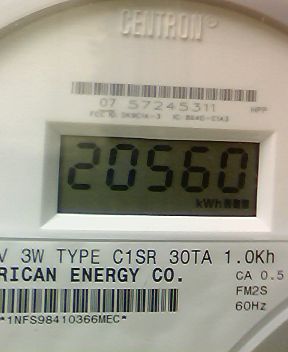 CENTRON®
07 57245311 HPP
20560
kWh
V 3W TYPE C1SR 30TA 1.0Kh
RICAN ENERGY CO. CA 0.5
FM2S
*1NFS98410366MEC* 60Hz